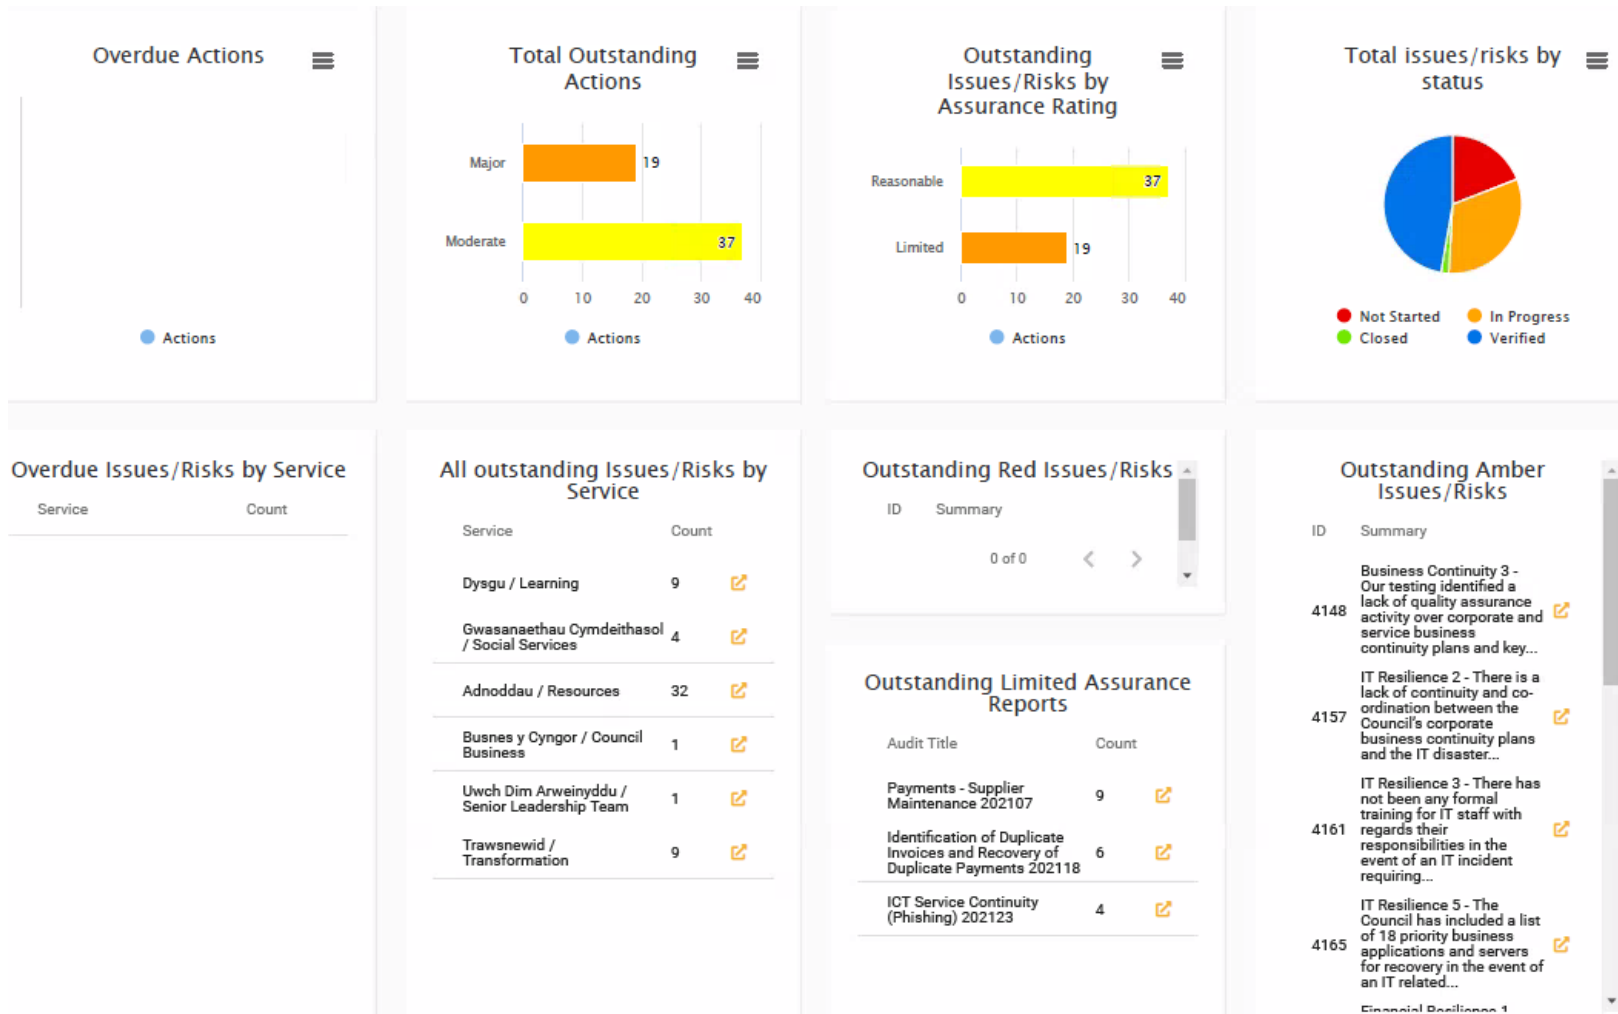 Overdue Actions
Actions
Total Outstanding
Actions
Major
19
Moderate
37
0 10 20 30 40
Actions
Outstanding
Issues/Risks by
Assurance Rating
Reasonable
37
Limited
19
0 10 20 30 40
Actions
Total issues/risks by
status
Not Started
In Progress
Closed
Verified
Overdue Issues/Risks by Service
Service Count
All outstanding Issues/Risks by
Service
Service Count
Dysgu / Learning 9
Gwasanaethau Cymdeithasol
/ Social Services
4
Adnoddau / Resources 32
Busnes y Cyngor / Council
Business
1
Uwch Dim Arweinyddu /
Senior Leadership Team
1
Trawsnewid /
Transformation
9
Outstanding Red Issues/Risks
ID Summary
0 of 0
Outstanding Limited Assurance
Reports
Audit Title Count
Payments - Supplier
Maintenance 202107
9
Identification of Duplicate
Invoices and Recovery of
Duplicate Payments 202118
6
ICT Service Continuity
(Phishing) 202123
4
Outstanding Amber
Issues/Risks
ID Summary
4148
Business Continuity 3 -
Our testing identified a
lack of quality assurance
activity over corporate and
service business
continuity plans and key...
4157
IT Resilience 2 - There is a
lack of continuity and co-
ordination between the
Council's corporate
business continuity plans
and the IT disaster...
4161
IT Resilience 3 - There has
not been any formal
training for IT staff with
regards their
responsibilities in the
event of an IT incident
requiring...
4165
IT Resilience 5 - The
Council has included a list
of 18 priority business
applications and servers
for recovery in the event of
an IT related...
Financial Resilience 1